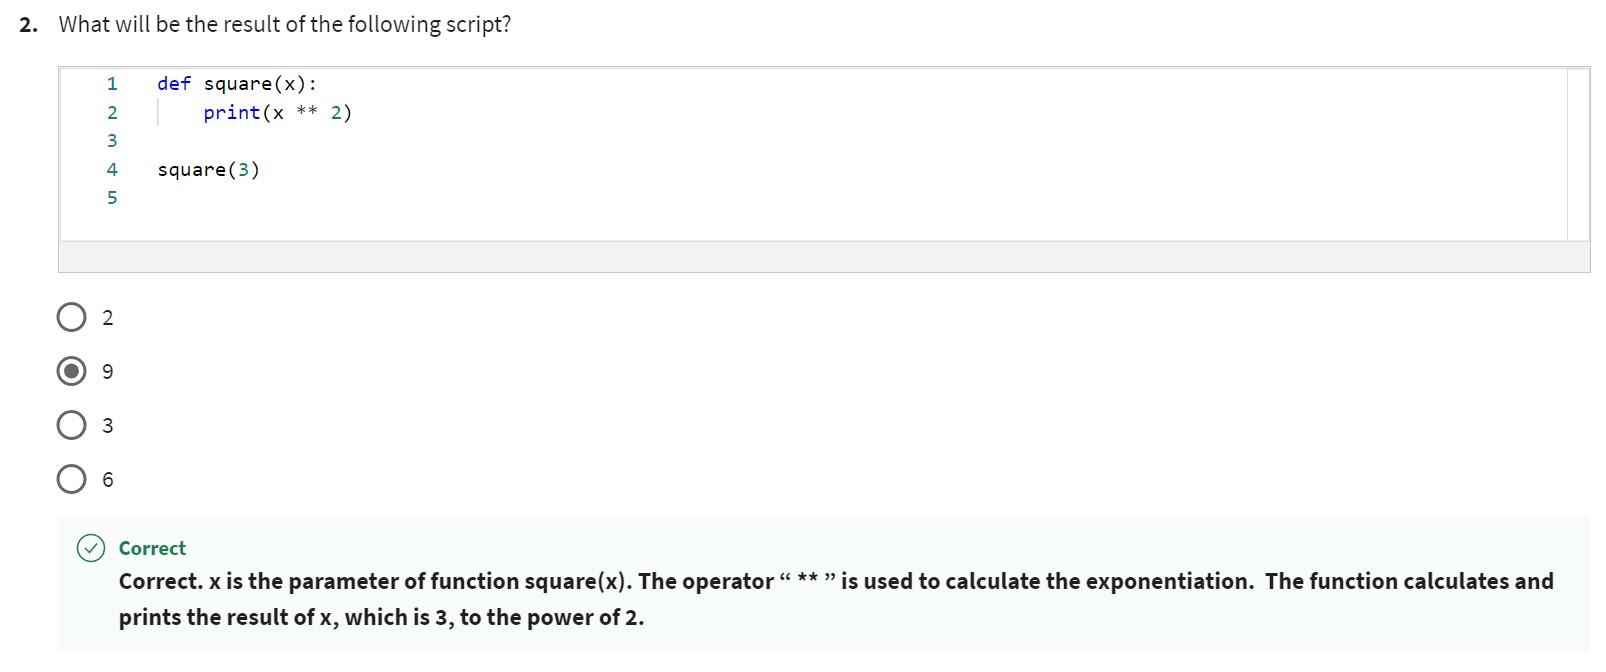 2. What will be the result of the following script?
1 def square(x):
2 print(x ** 2)
3
4 square(3)
5
2
9
3
6
Correct
Correct. x is the parameter of function square(x). The operator “ ** ” is used to calculate the exponentiation.  The function calculates and
prints the result of x, which is 3, to the power of 2.